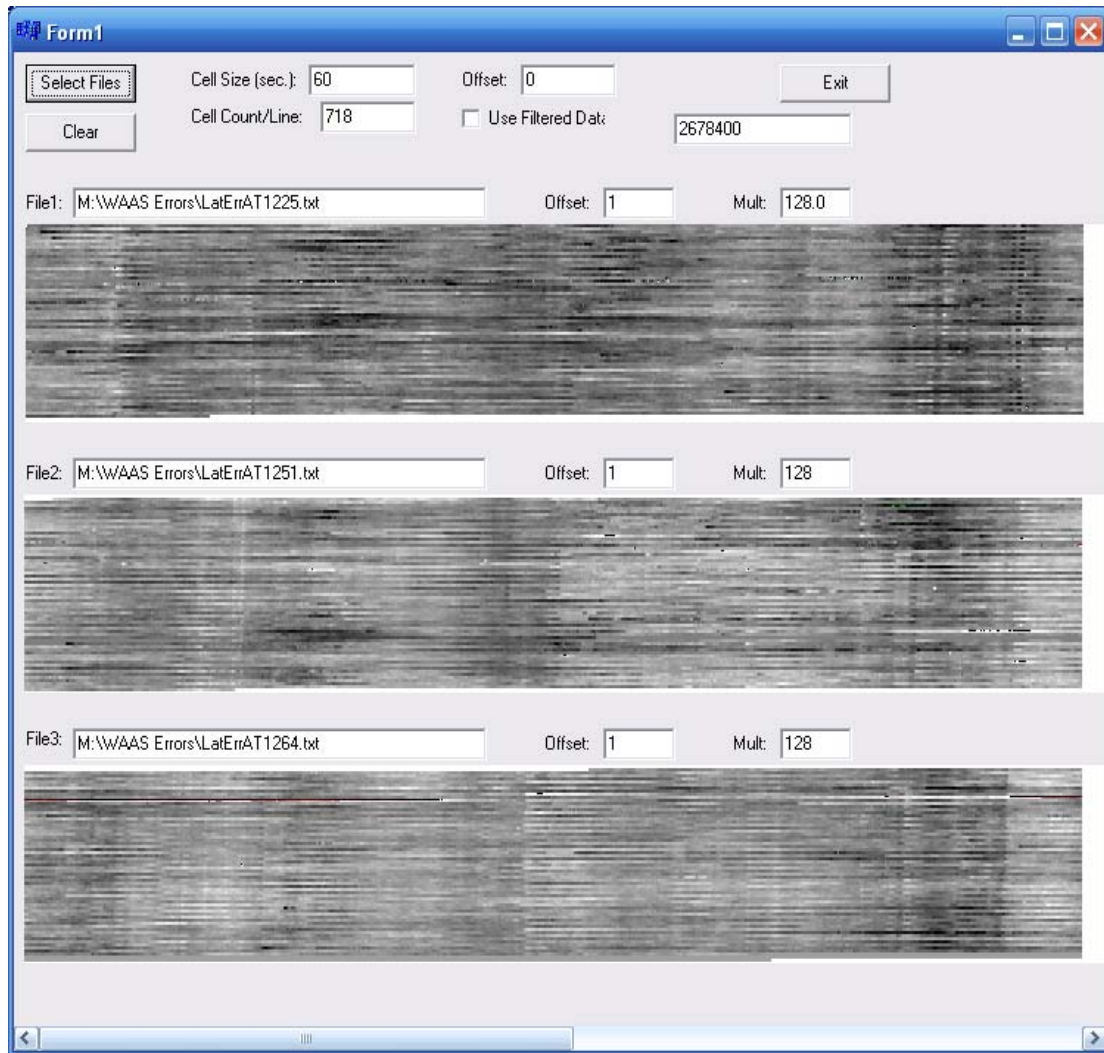 Form1
Select Files Cell Size (sec.): 60 Offset: 0 Exit
Clear Cell Count/Line: 718 Use Filtered Data 2678400
File1: M:\WAAS Errors\LatErrAT1225.txt Offset: 1 Mult: 128.0
File2: M:\WAAS Errors\LatErrAT1251.txt Offset: 1 Mult: 128
File3: M:\WAAS Errors\LatErrAT1264.txt Offset: 1 Mult: 128